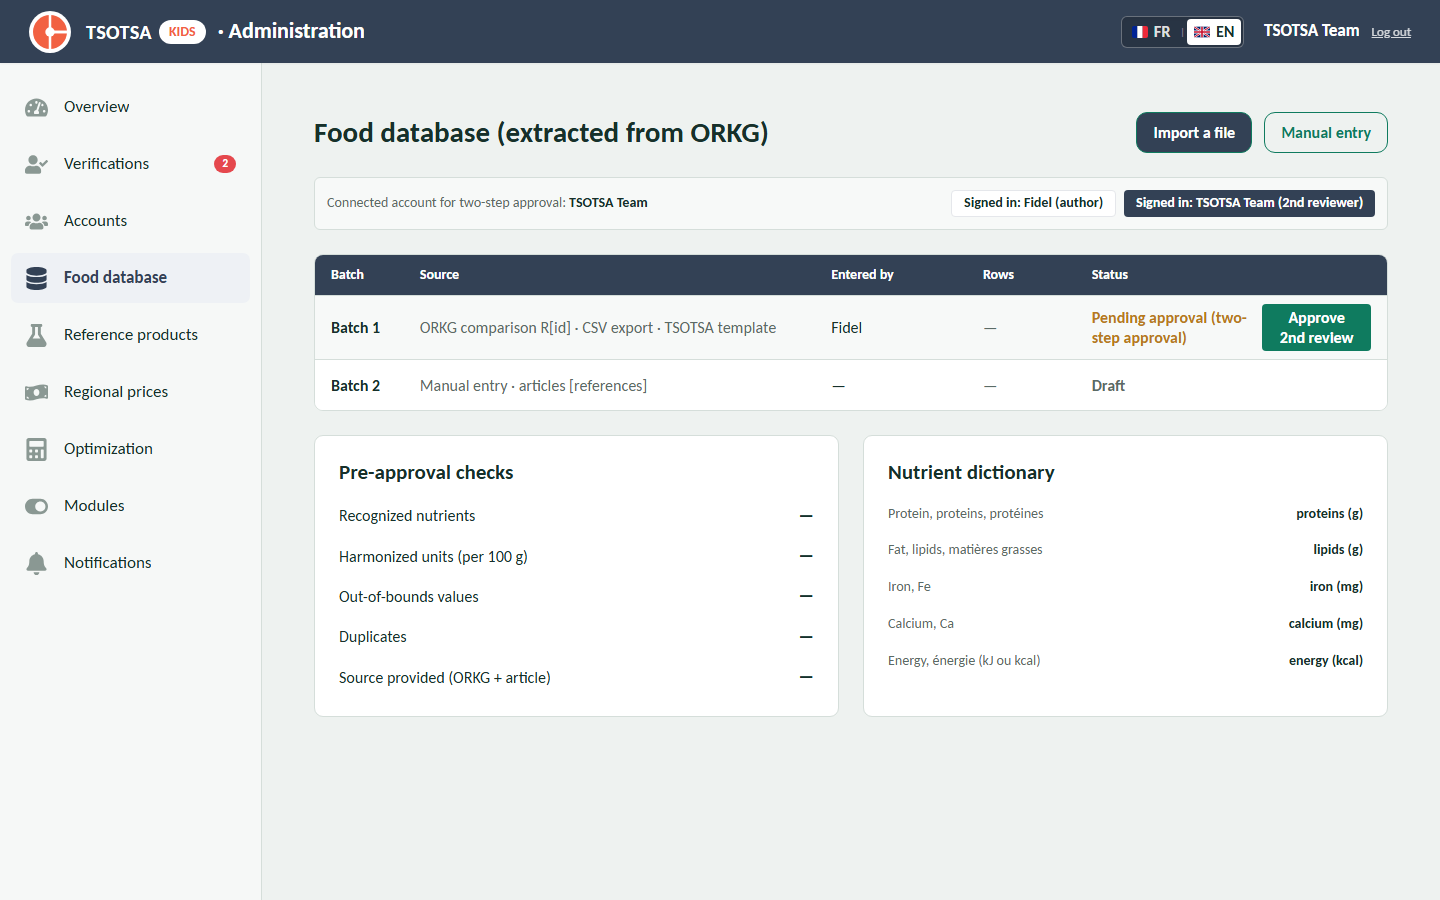 TSOTSA KIDS · Administration
FR | EN
TSOTSA Team Log out
Overview
Verifications 2
Accounts
Food database
Reference products
Regional prices
Optimization
Modules
Notifications
Food database (extracted from ORKG)
Import a file
Manual entry
Connected account for two-step approval: TSOTSA Team
Signed in: Fidel (author)
Signed in: TSOTSA Team (2nd reviewer)
Batch Source Entered by Rows Status
Batch 1 ORKG comparison R[id] · CSV export · TSOTSA template Fidel — Pending approval (two-
step approval)
Approve
2nd review
Batch 2 Manual entry · articles [references] — — Draft
Pre-approval checks
Recognized nutrients —
Harmonized units (per 100 g) —
Out-of-bounds values —
Duplicates —
Source provided (ORKG + article) —
Nutrient dictionary
Protein, proteins, protéines proteins (g)
Fat, lipids, matières grasses lipids (g)
Iron, Fe iron (mg)
Calcium, Ca calcium (mg)
Energy, énergie (kJ ou kcal) energy (kcal)